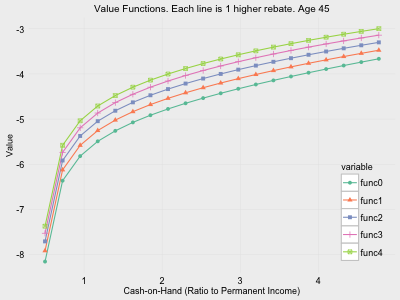 Value Functions. Each line is 1 higher rebate. Age 45
-3
-4
-5
-6
-7
-8
Value
1 2 3 4
Cash-on-Hand (Ratio to Permanent Income)
variable
func0
func1
func2
func3
func4